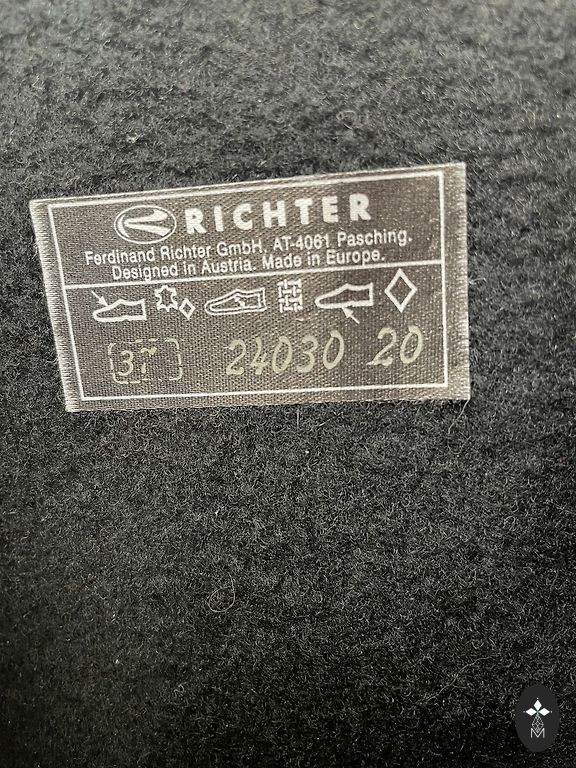 RICHTER
Ferdinand Richter GmbH. AT-4061 Pasching.
Designed in Austria. Made in Europe.
37 24030 20
M